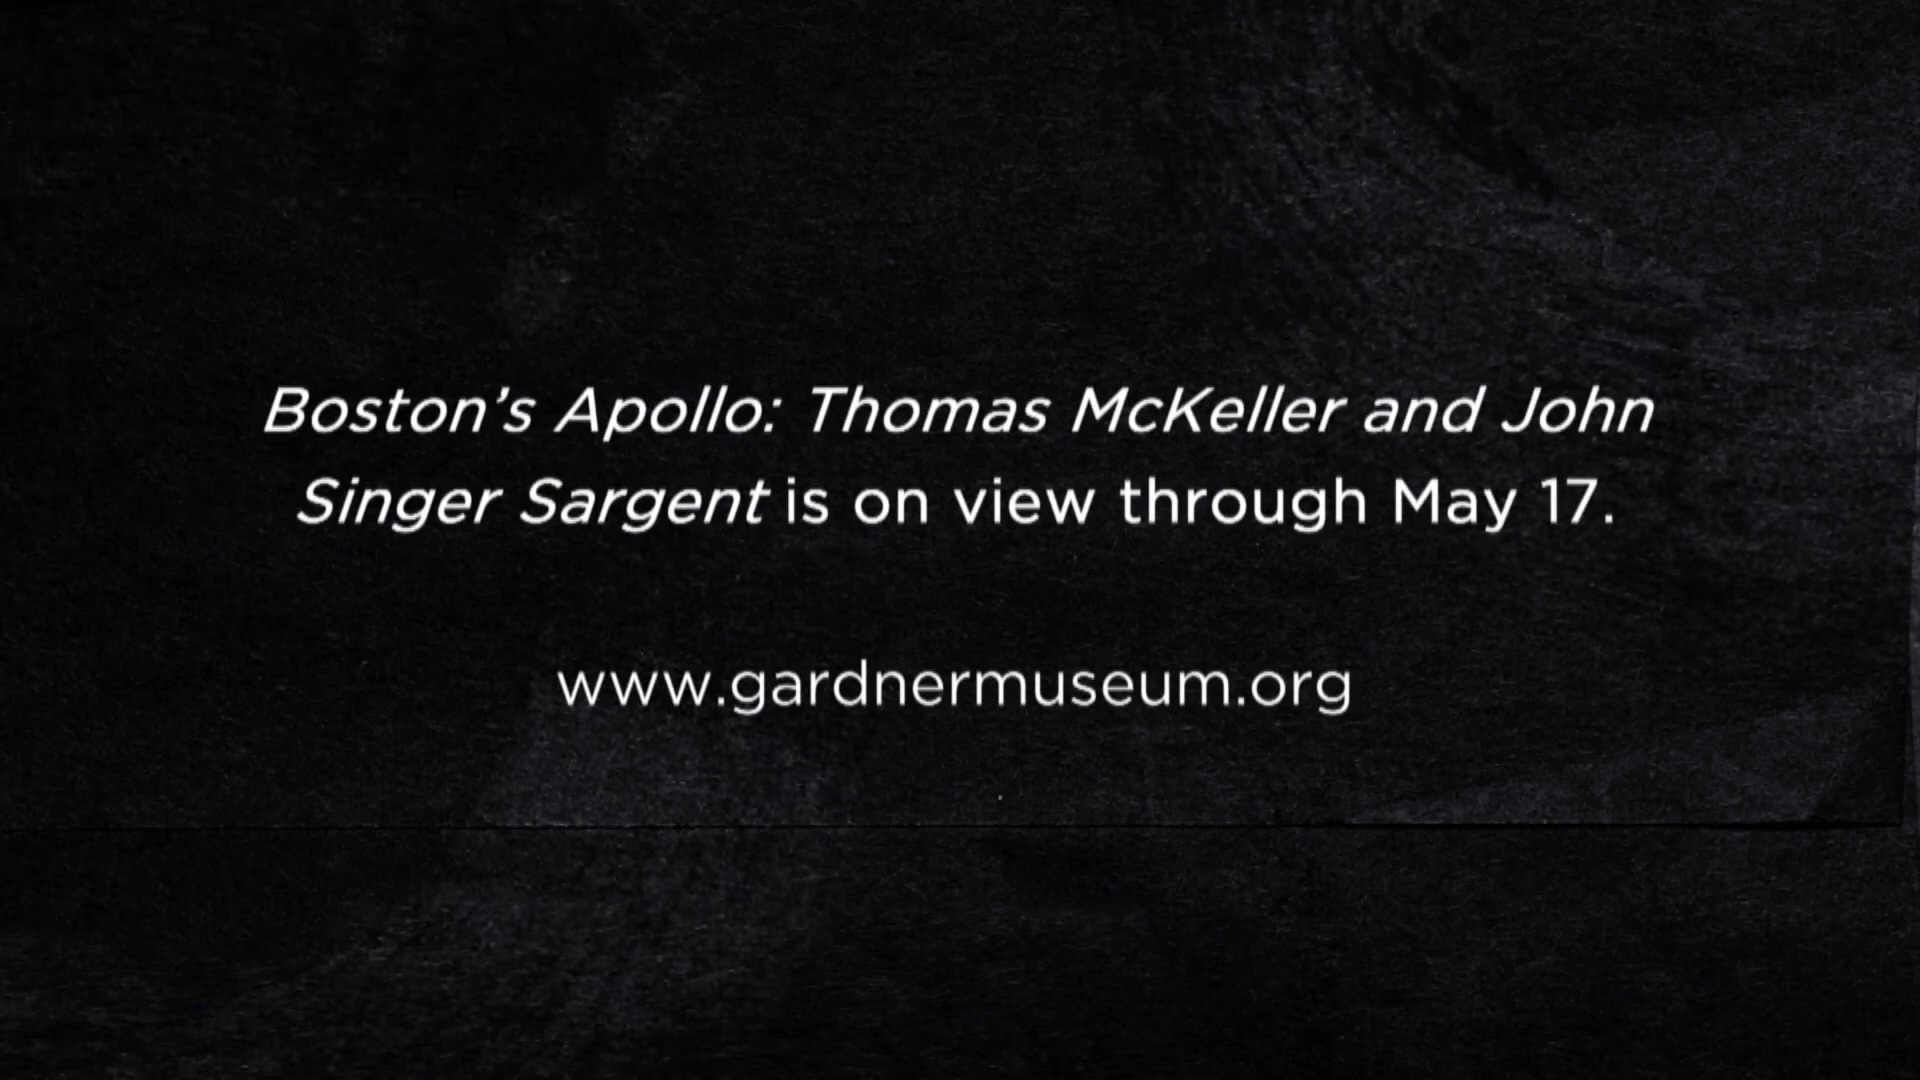 Boston’s Apollo: Thomas McKeller and John
Singer Sargent is on view through May 17.
www.gardnermuseum.org